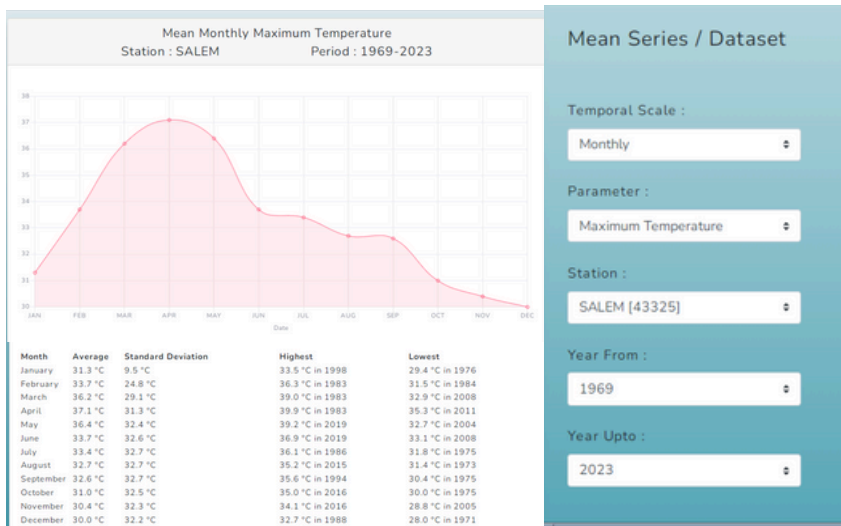 Mean Monthly Maximum Temperature
Station : SALEM Period : 1969-2023
38
37
36
35
34
33
32
31
30
JAN FEB MAR APR MAY JUN JUL AUG SEP OCT NOV DEC
Date
Month Average Standard Deviation Highest Lowest
January 31.3 °C 9.5 °C 33.5 °C in 1998 29.4 °C in 1976
February 33.7 °C 24.8 °C 36.3 °C in 1983 31.5 °C in 1984
March 36.2 °C 29.1 °C 39.0 °C in 1983 32.9 °C in 2008
April 37.1 °C 31.3 °C 39.9 °C in 1983 35.3 °C in 2011
May 36.4 °C 32.4 °C 39.2 °C in 2019 32.7 °C in 2004
June 33.7 °C 32.6 °C 36.9 °C in 2019 33.1 °C in 2008
July 33.4 °C 32.7 °C 36.1 °C in 1986 31.8 °C in 1975
August 32.7 °C 32.7 °C 35.2 °C in 2015 31.4 °C in 1973
September 32.6 °C 32.7 °C 35.6 °C in 1994 30.4 °C in 1975
October 31.0 °C 32.5 °C 35.0 °C in 2016 30.0 °C in 1975
November 30.4 °C 32.3 °C 34.1 °C in 2016 28.8 °C in 2005
December 30.0 °C 32.2 °C 32.7 °C in 1988 28.0 °C in 1971
Mean Series / Dataset
Temporal Scale :
Monthly
Parameter :
Maximum Temperature
Station :
SALEM [43325]
Year From :
1969
Year Upto :
2023